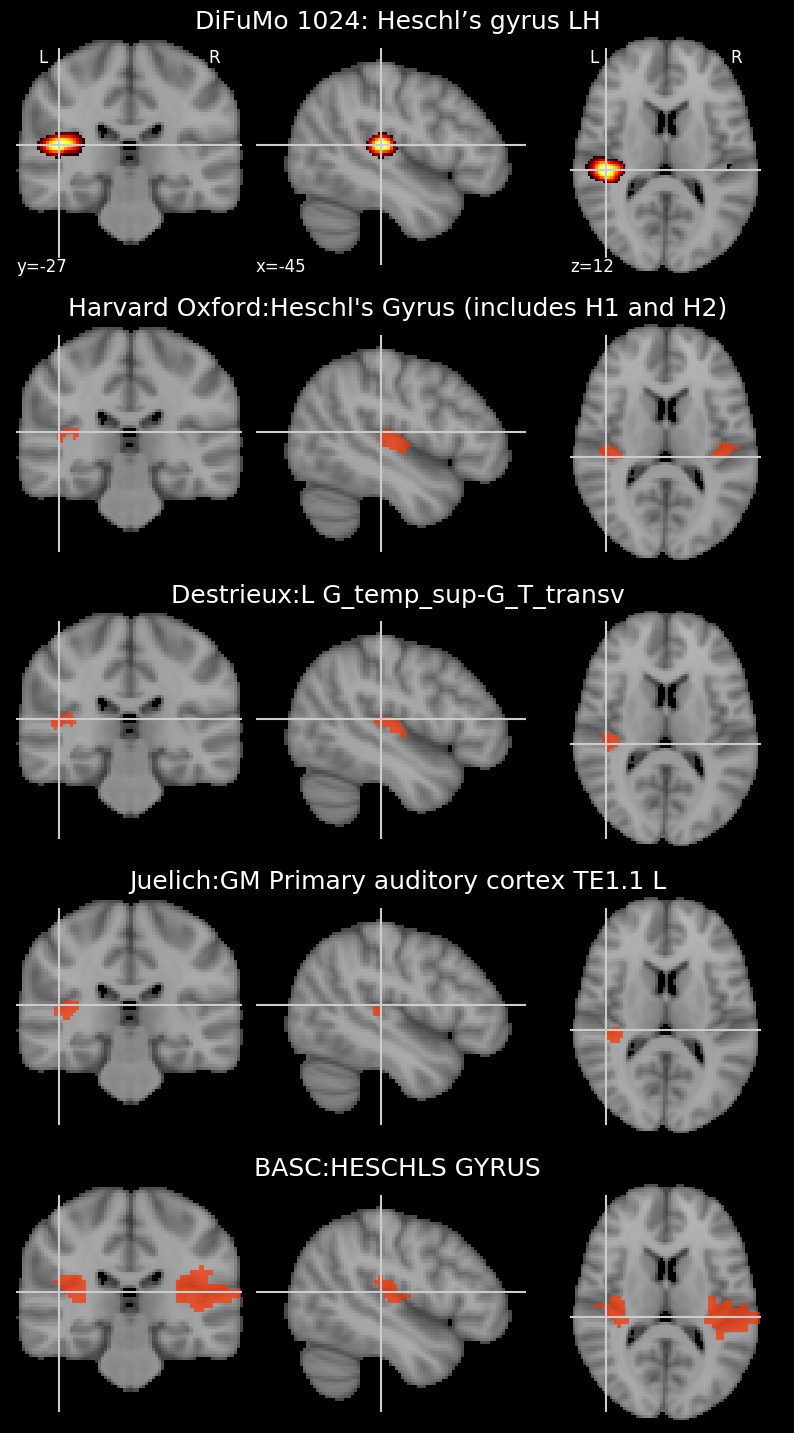 DiFuMo 1024: Heschl’s gyrus LH
L R L R
y=-27 x=-45 z=12
Harvard Oxford:Heschl's Gyrus (includes H1 and H2)
Destrieux:L G_temp_sup-G_T_transv
Juelich:GM Primary auditory cortex TE1.1 L
BASC:HESCHLS GYRUS